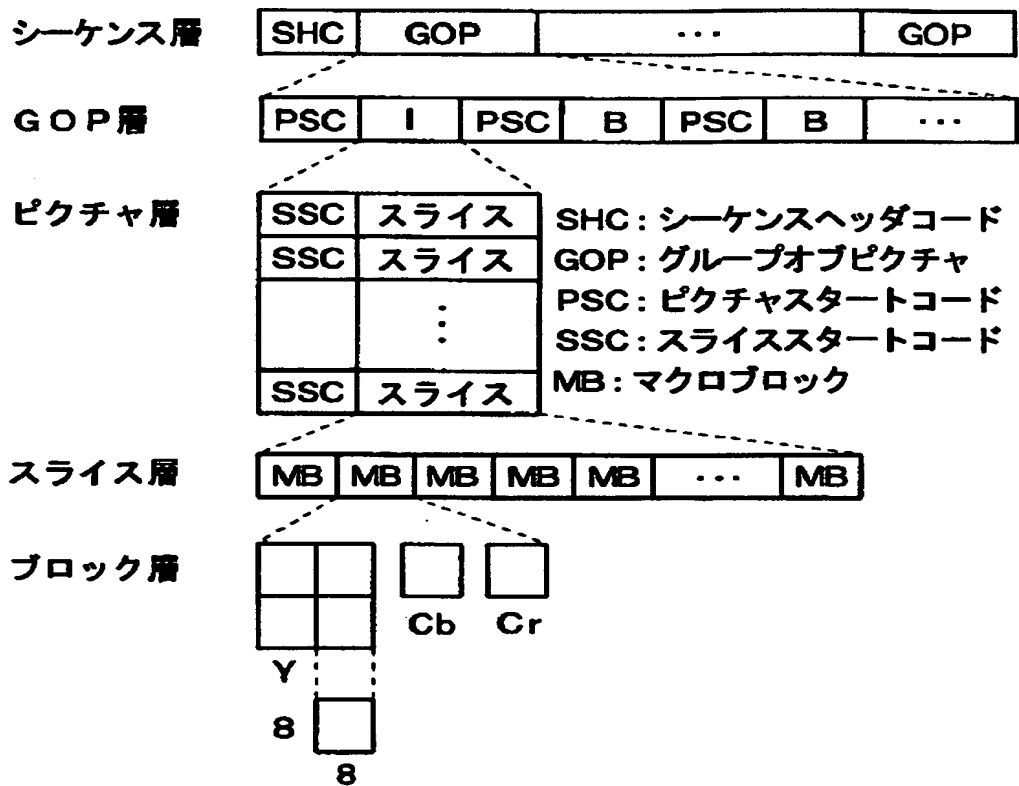 シーケンス層 SHC GOP ... GOP
GOP層 PSC I PSC B PSC B ...
ピクチャ層 SSC スライス
SHC:シーケンスヘッダコード
SSC スライス
GOP:グループオブピクチャ
PSC:ピクチャスタートコード
⋮
SSC:スライススタートコード
SSC スライス
MB:マクロブロック
スライス層 MB MB MB MB MB ... MB
ブロック層
Cb Cr
Y
8
8